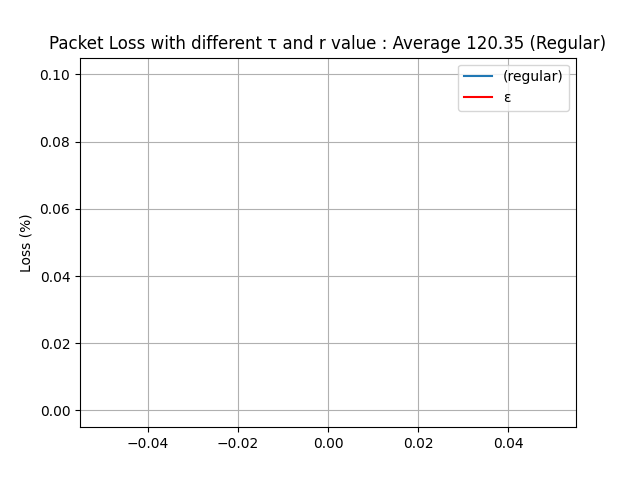 Packet Loss with different τ and r value : Average 120.35 (Regular)
(regular)
ε
Loss (%)
0.10
0.08
0.06
0.04
0.02
0.00
−0.04 −0.02 0.00 0.02 0.04